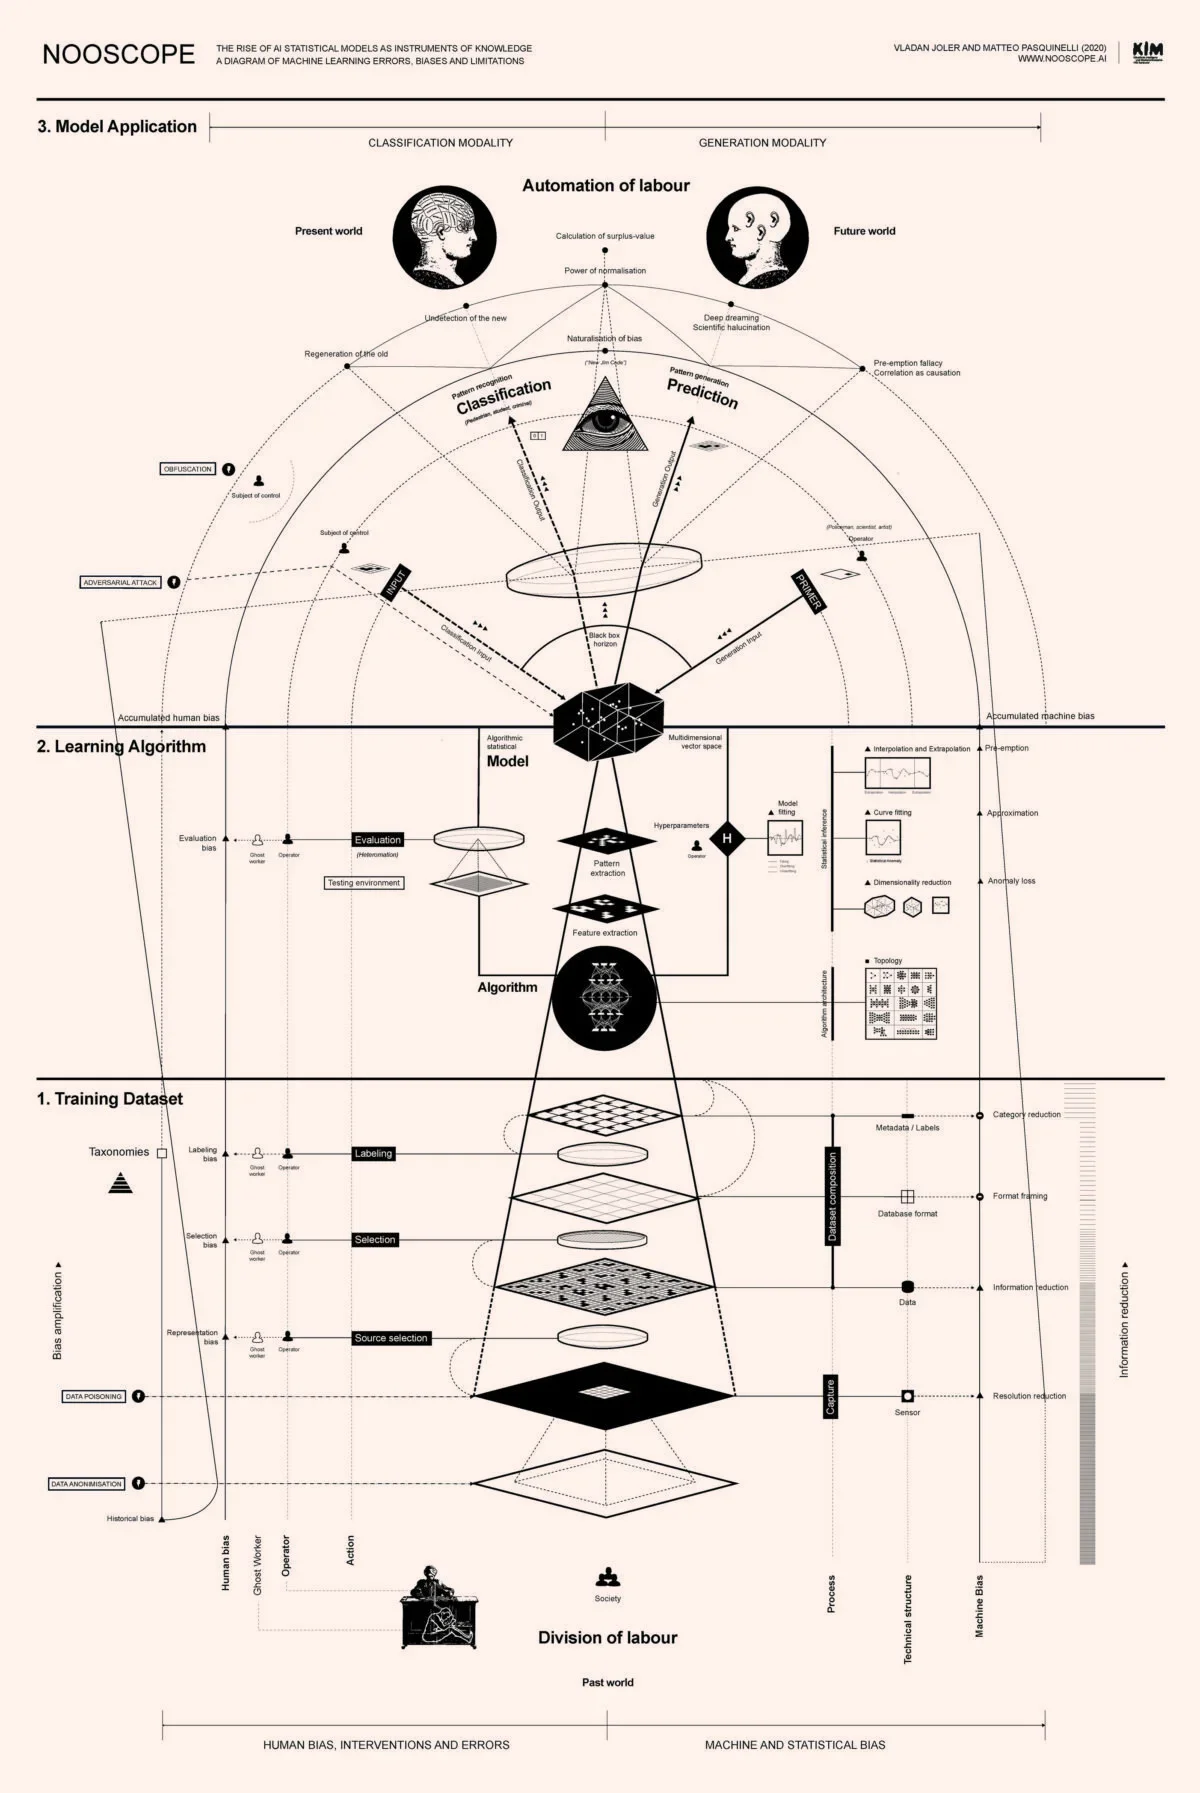 NOOSCOPE
THE RISE OF AI STATISTICAL MODELS AS INSTRUMENTS OF KNOWLEDGE
A DIAGRAM OF MACHINE LEARNING ERRORS, BIASES AND LIMITATIONS
VLADAN JOLER AND MATTEO PASQUINELLI (2020)
WWW.NOOSCOPE.AI
KIM
3. Model Application
CLASSIFICATION MODALITY
GENERATION MODALITY
Automation of labour
Present world
Future world
Calculation of surplus-value
Power of normalisation
Undetection of the new
Deep dreaming
Scientific halucination
Regeneration of the old
Naturalisation of bias
("New Jim Code")
Pre-emption fallacy
Correlation as causation
Pattern recognition
Classification
(Pedestrian, student, criminal)
Pattern generation
Prediction
0 1
OBFUSCATION
Subject of control
Classification Output
Generation Output
Subject of control
(Policeman, scientist, artist)
Operator
ADVERSARIAL ATTACK
INPUT
PRIMER
Classification Input
Black box
horizon
Generation Input
Accumulated human bias
Accumulated machine bias
2. Learning Algorithm
Algorithmic
statistical
Model
Multidimensional
vector space
Interpolation and Extrapolation
Extrapolation Interpolation Extrapolation
Pre-emption
Model
fitting
Curve fitting
Statistical Anomaly
Approximation
Statistical inference
Hyperparameters
Operator
H
Evaluation
bias
Ghost
worker
Operator
Evaluation
(Heteromation)
Testing environment
Pattern
extraction
Dimensionality reduction
Anomaly loss
Feature extraction
Topology
Algorithm architecture
Algorithm
1. Training Dataset
Metadata / Labels
Category reduction
Taxonomies
Labeling
bias
Ghost
worker
Operator
Labeling
Dataset composition
Database format
Format framing
Selection
bias
Ghost
worker
Operator
Selection
Data
Information reduction
Bias amplification
Information reduction
Representation
bias
Ghost
worker
Operator
Source selection
DATA POISONING
Capture
Sensor
Resolution reduction
DATA ANONIMISATION
Historical bias
Human bias
Ghost Worker
Operator
Action
Society
Process
Technical structure
Machine Bias
Division of labour
Past world
HUMAN BIAS, INTERVENTIONS AND ERRORS
MACHINE AND STATISTICAL BIAS